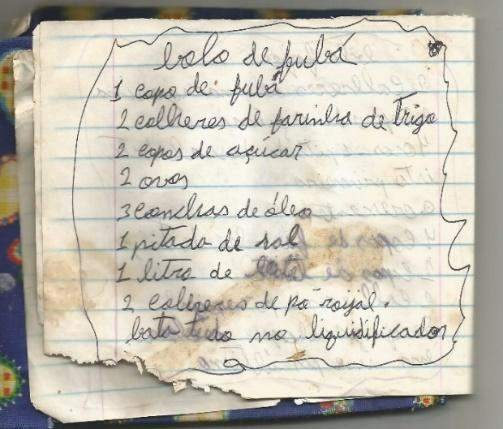 bolo de fubá
1 copo de fubá
2 colheres de farinha de Trigo
2 copos de açucar
2 ovos
3 conchas de óleo
1 pitada de sal
1 litro de leite
2 colheres de pó roijal.
bata tudo no liquidificador